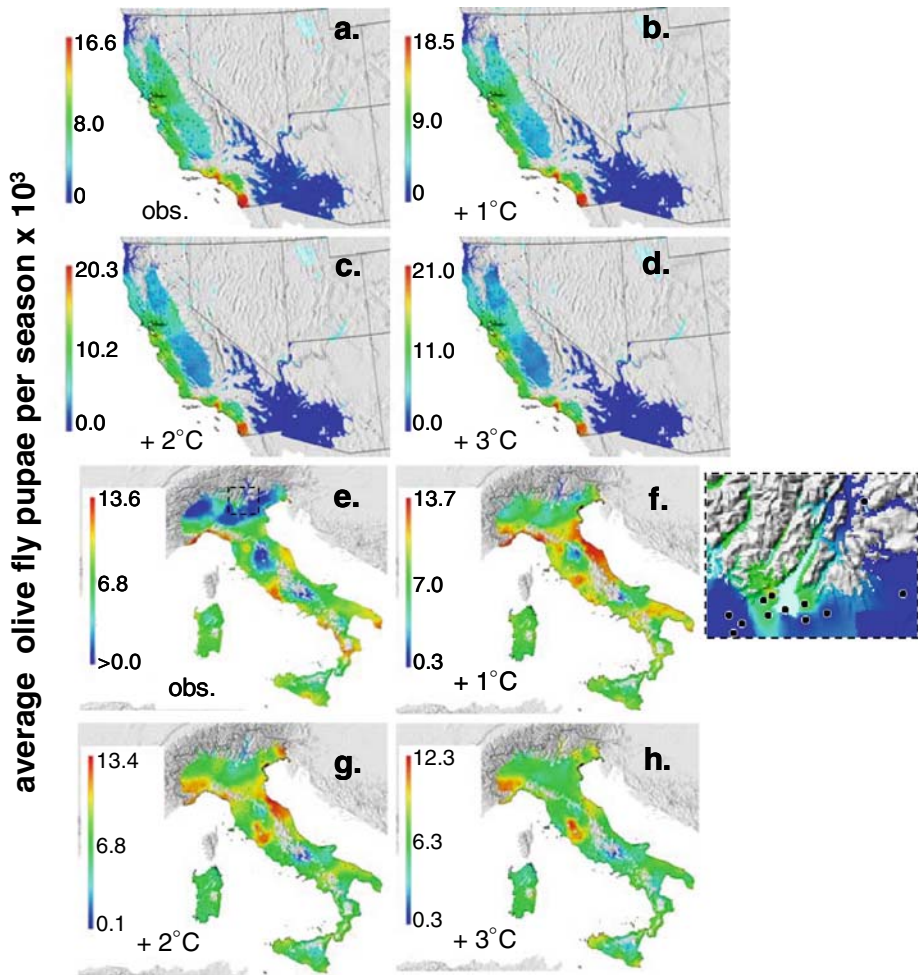 average olive fly pupae per season x 10³
a.
16.6
8.0
0
obs.
b.
18.5
9.0
0
+ 1°C
c.
20.3
10.2
0.0
+ 2°C
d.
21.0
11.0
0.0
+ 3°C
e.
13.6
6.8
>0.0
obs.
f.
13.7
7.0
0.3
+ 1°C
g.
13.4
6.8
0.1
+ 2°C
h.
12.3
6.3
0.3
+ 3°C